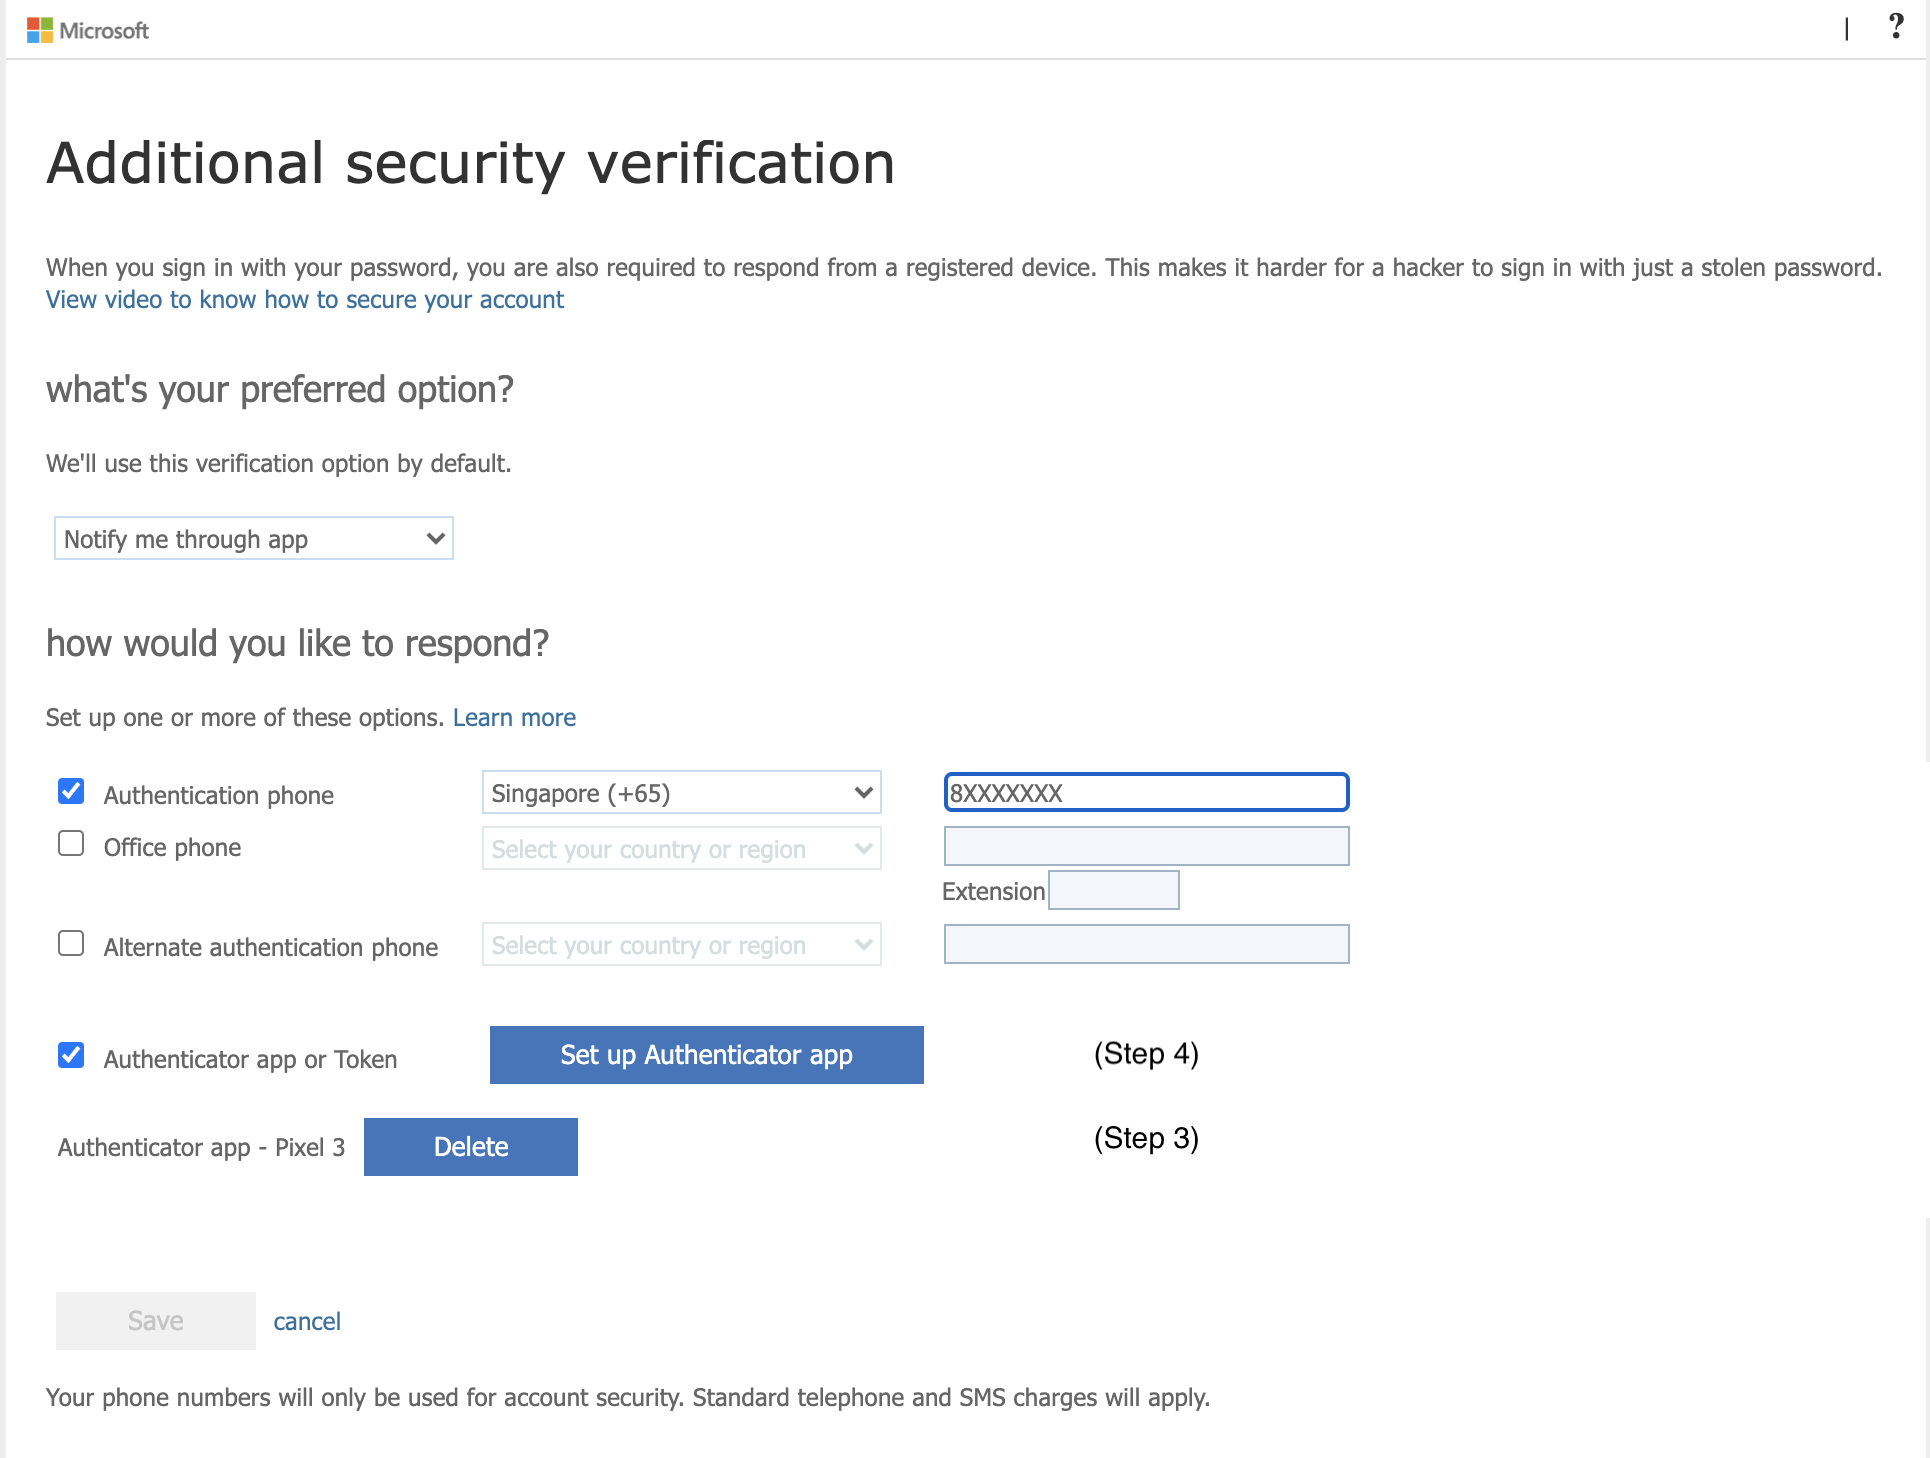 Microsoft | ?
Additional security verification
When you sign in with your password, you are also required to respond from a registered device. This makes it harder for a hacker to sign in with just a stolen password.
View video to know how to secure your account
what's your preferred option?
We'll use this verification option by default.
Notify me through app
how would you like to respond?
Set up one or more of these options. Learn more
Authentication phone Singapore (+65) 8XXXXXXX
Office phone Select your country or region
Extension
Alternate authentication phone Select your country or region
Authenticator app or Token Set up Authenticator app (Step 4)
Authenticator app - Pixel 3 Delete (Step 3)
Save cancel
Your phone numbers will only be used for account security. Standard telephone and SMS charges will apply.